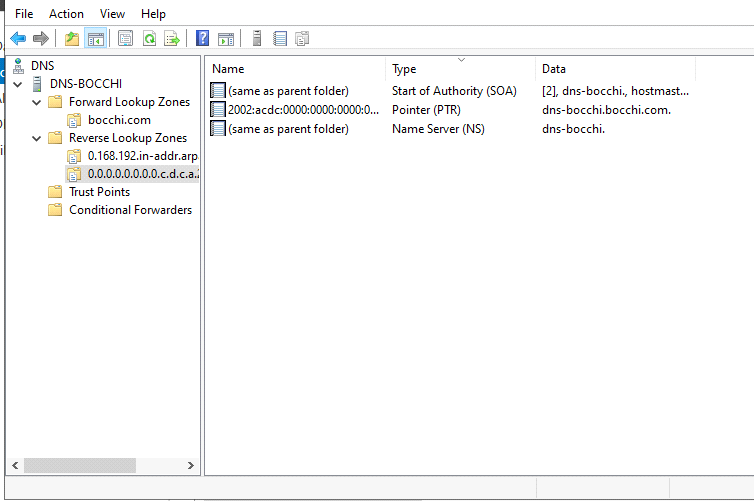 File Action View Help
DNS
DNS-BOCCHI
Forward Lookup Zones
bocchi.com
Reverse Lookup Zones
0.168.192.in-addr.arp
0.0.0.0.0.0.0.0.c.d.c.a.2
Trust Points
Conditional Forwarders
Name Type Data
(same as parent folder) Start of Authority (SOA) [2], dns-bocchi., hostmast...
2002:acdc:0000:0000:0000:0... Pointer (PTR) dns-bocchi.bocchi.com.
(same as parent folder) Name Server (NS) dns-bocchi.